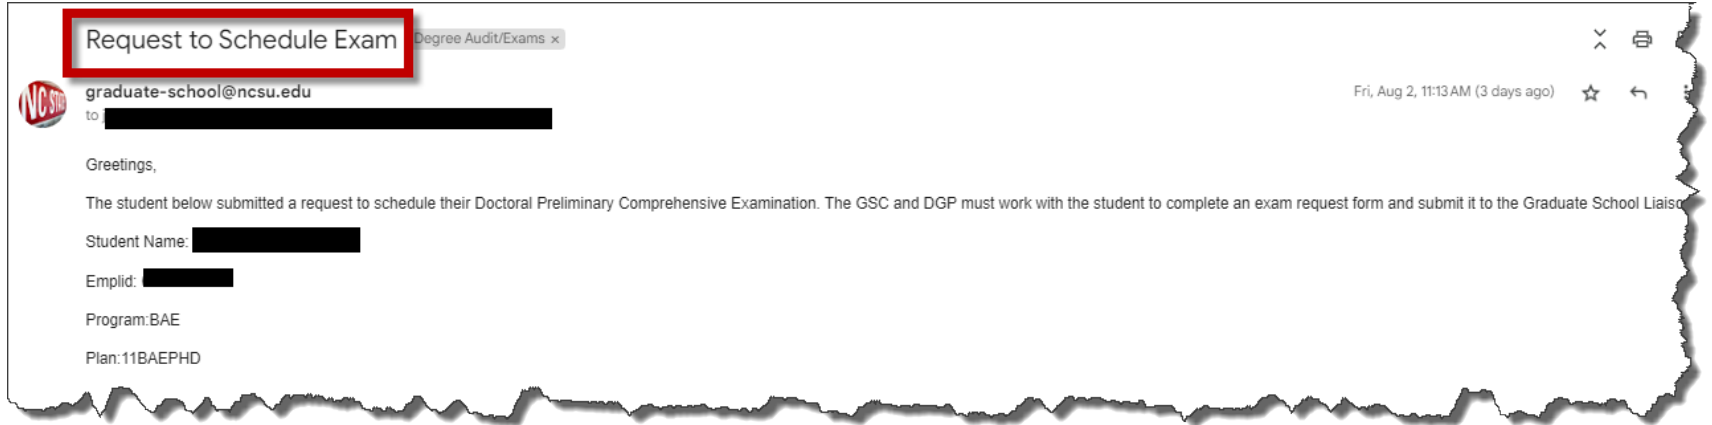 Request to Schedule Exam Degree Audit/Exams ×
NC STATE
graduate-school@ncsu.edu Fri, Aug 2, 11:13 AM (3 days ago)
to j
Greetings,
The student below submitted a request to schedule their Doctoral Preliminary Comprehensive Examination. The GSC and DGP must work with the student to complete an exam request form and submit it to the Graduate School
Student Name:
Emplid:
Program:BAE
Plan:11BAEPHD